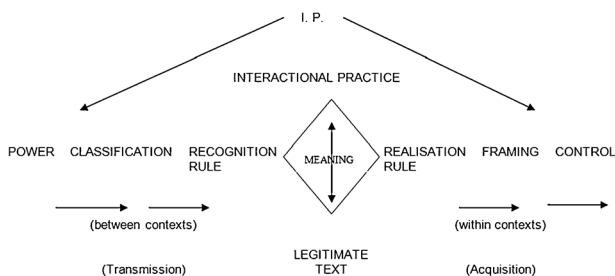 I. P.
INTERACTIONAL PRACTICE
POWER CLASSIFICATION RECOGNITION RULE MEANING REALISATION RULE FRAMING CONTROL
(between contexts) (within contexts)
(Transmission) LEGITIMATE TEXT (Acquisition)